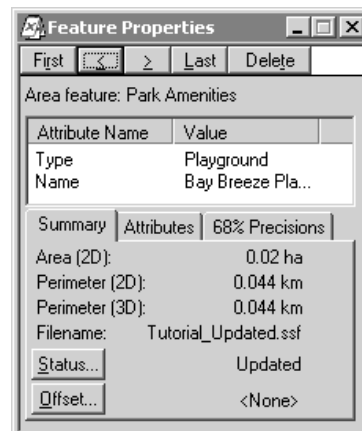 Feature Properties
First < > Last Delete
Area feature: Park Amenities
Attribute Name Value
Type Playground
Name Bay Breeze Pla...
Summary Attributes 68% Precisions
Area (2D): 0.02 ha
Perimeter (2D): 0.044 km
Perimeter (3D): 0.044 km
Filename: Tutorial_Updated.ssf
Status... Updated
Offset... <None>